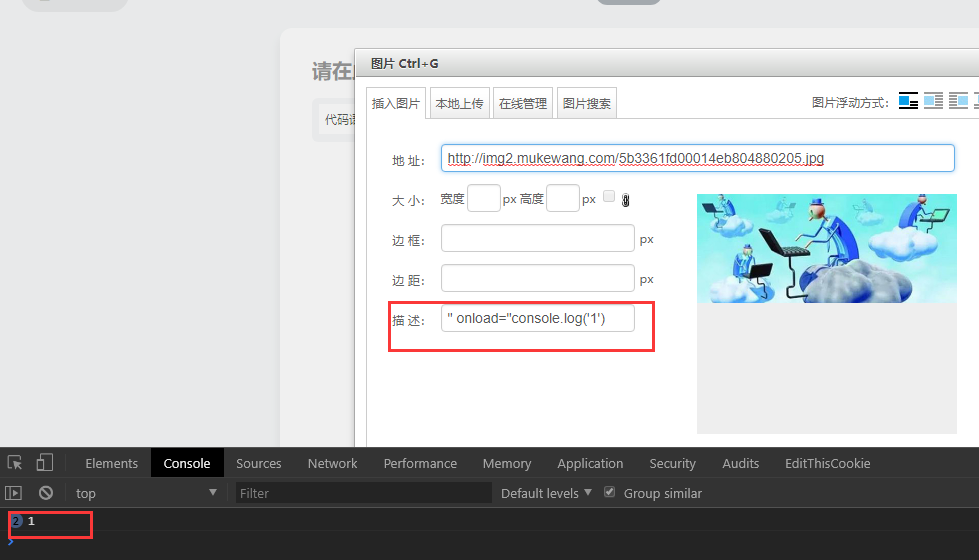 请在
图片 Ctrl+G
代码语
插入图片 本地上传 在线管理 图片搜索 图片浮动方式:
地 址: http://img2.mukewang.com/5b3361fd00014eb804880205.jpg
大 小: 宽度 px 高度 px
边 框: px
边 距: px
描 述: " onload="console.log('1')
Elements Console Sources Network Performance Memory Application Security Audits EditThisCookie
top Filter Default levels Group similar
2 1